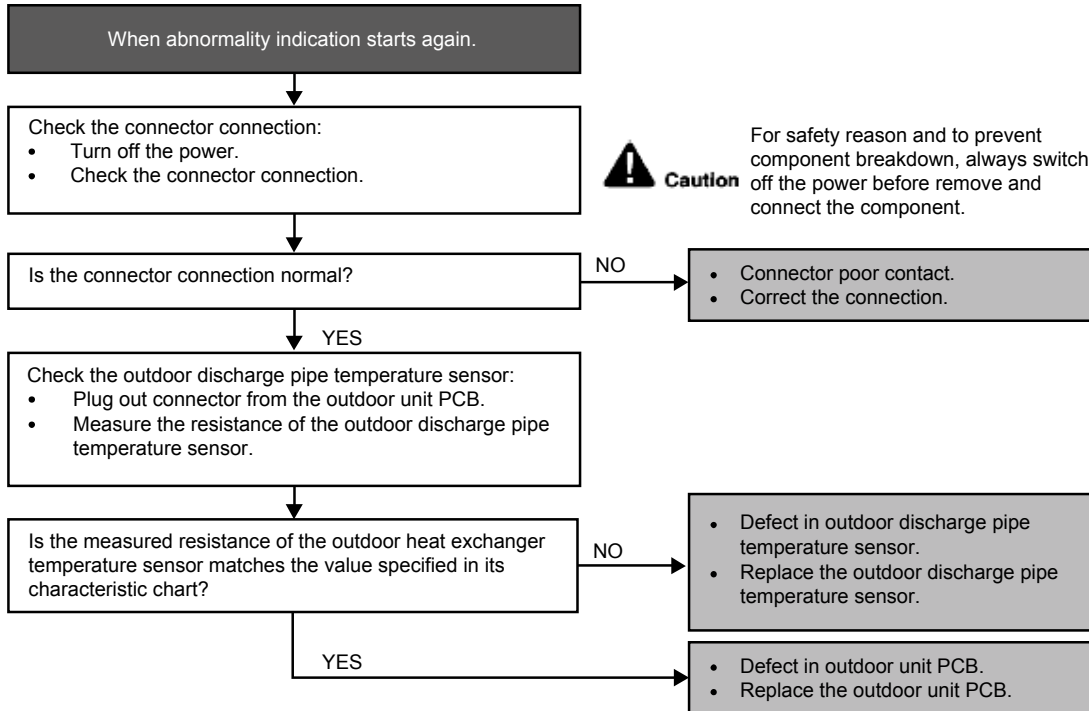 When abnormality indication starts again.
Check the connector connection:
• Turn off the power.
• Check the connector connection.
Caution
For safety reason and to prevent
component breakdown, always switch
off the power before remove and
connect the component.
Is the connector connection normal?
NO
• Connector poor contact.
• Correct the connection.
YES
Check the outdoor discharge pipe temperature sensor:
• Plug out connector from the outdoor unit PCB.
• Measure the resistance of the outdoor discharge pipe
temperature sensor.
Is the measured resistance of the outdoor heat exchanger
temperature sensor matches the value specified in its
characteristic chart?
NO
• Defect in outdoor discharge pipe
temperature sensor.
• Replace the outdoor discharge pipe
temperature sensor.
YES
• Defect in outdoor unit PCB.
• Replace the outdoor unit PCB.